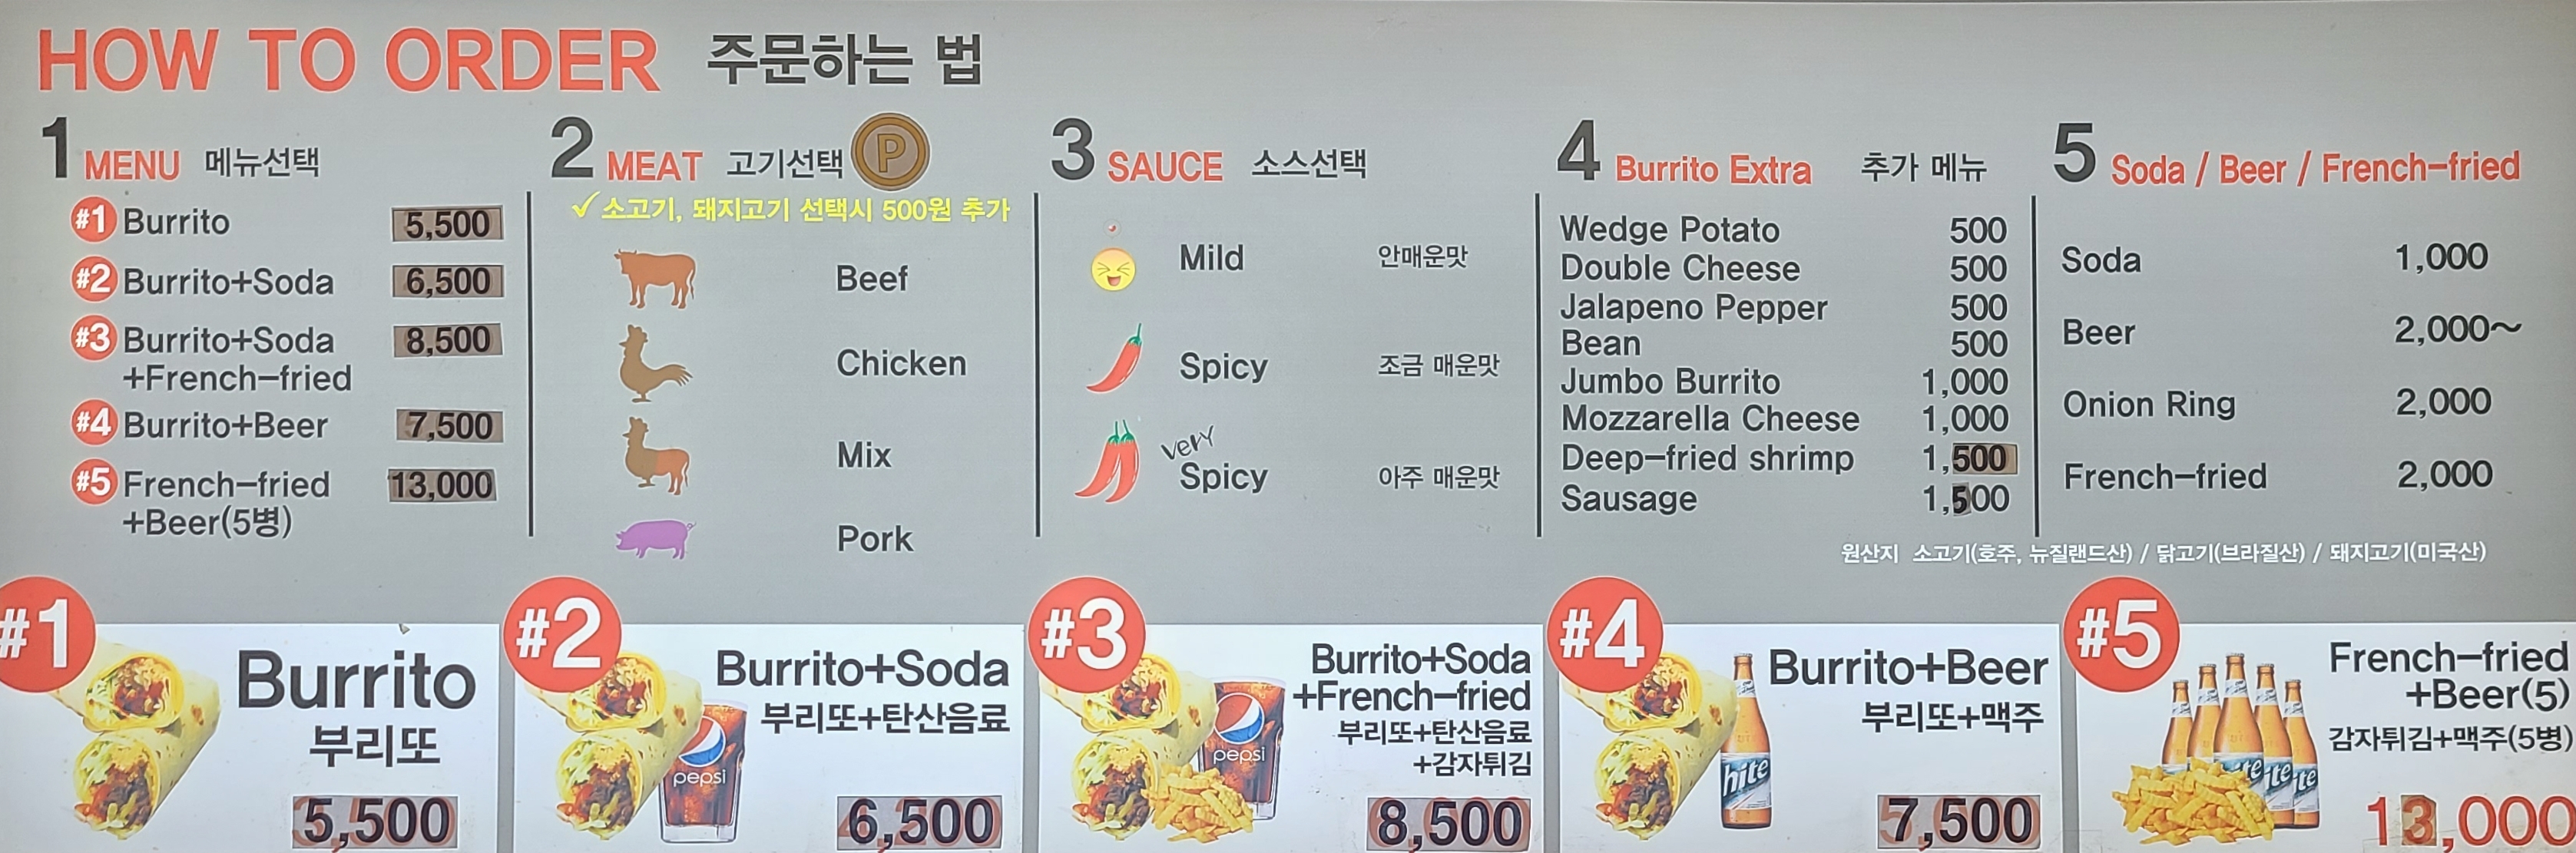 HOW TO ORDER 주문하는 법
1 MENU 메뉴선택
#1 Burrito 5,500
#2 Burrito+Soda 6,500
#3 Burrito+Soda 8,500
+French-fried
#4 Burrito+Beer 7,500
#5 French-fried 13,000
+Beer(5병)
2 MEAT 고기선택 P
✓소고기, 돼지고기 선택시 500원 추가
Beef
Chicken
Mix
Pork
3 SAUCE 소스선택
Mild 안매운맛
Spicy 조금 매운맛
very
Spicy 아주 매운맛
4 Burrito Extra 추가 메뉴
Wedge Potato 500
Double Cheese 500
Jalapeno Pepper 500
Bean 500
Jumbo Burrito 1,000
Mozzarella Cheese 1,000
Deep-fried shrimp 1,500
Sausage 1,500
5 Soda / Beer / French-fried
Soda 1,000
Beer 2,000~
Onion Ring 2,000
French-fried 2,000
원산지 소고기(호주, 뉴질랜드산) / 닭고기(브라질산) / 돼지고기(미국산)
#1
Burrito
부리또
5,500
#2
Burrito+Soda
부리또+탄산음료
pepsi
6,500
#3
Burrito+Soda
+French-fried
부리또+탄산음료
+감자튀김
pepsi
8,500
#4
Burrito+Beer
부리또+맥주
hite
7,500
#5
French-fried
+Beer(5)
감자튀김+맥주(5병)
13,000